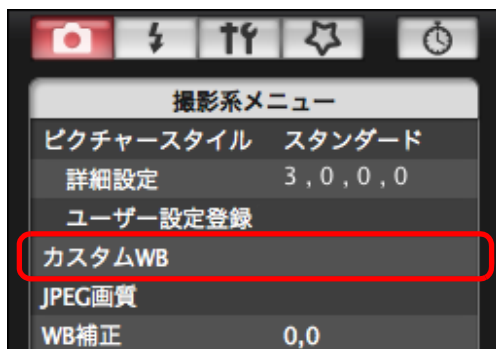 撮影系メニュー
ピクチャースタイル スタンダード
詳細設定 3,0,0,0
ユーザー設定登録
カスタムWB
JPEG画質
WB補正 0,0